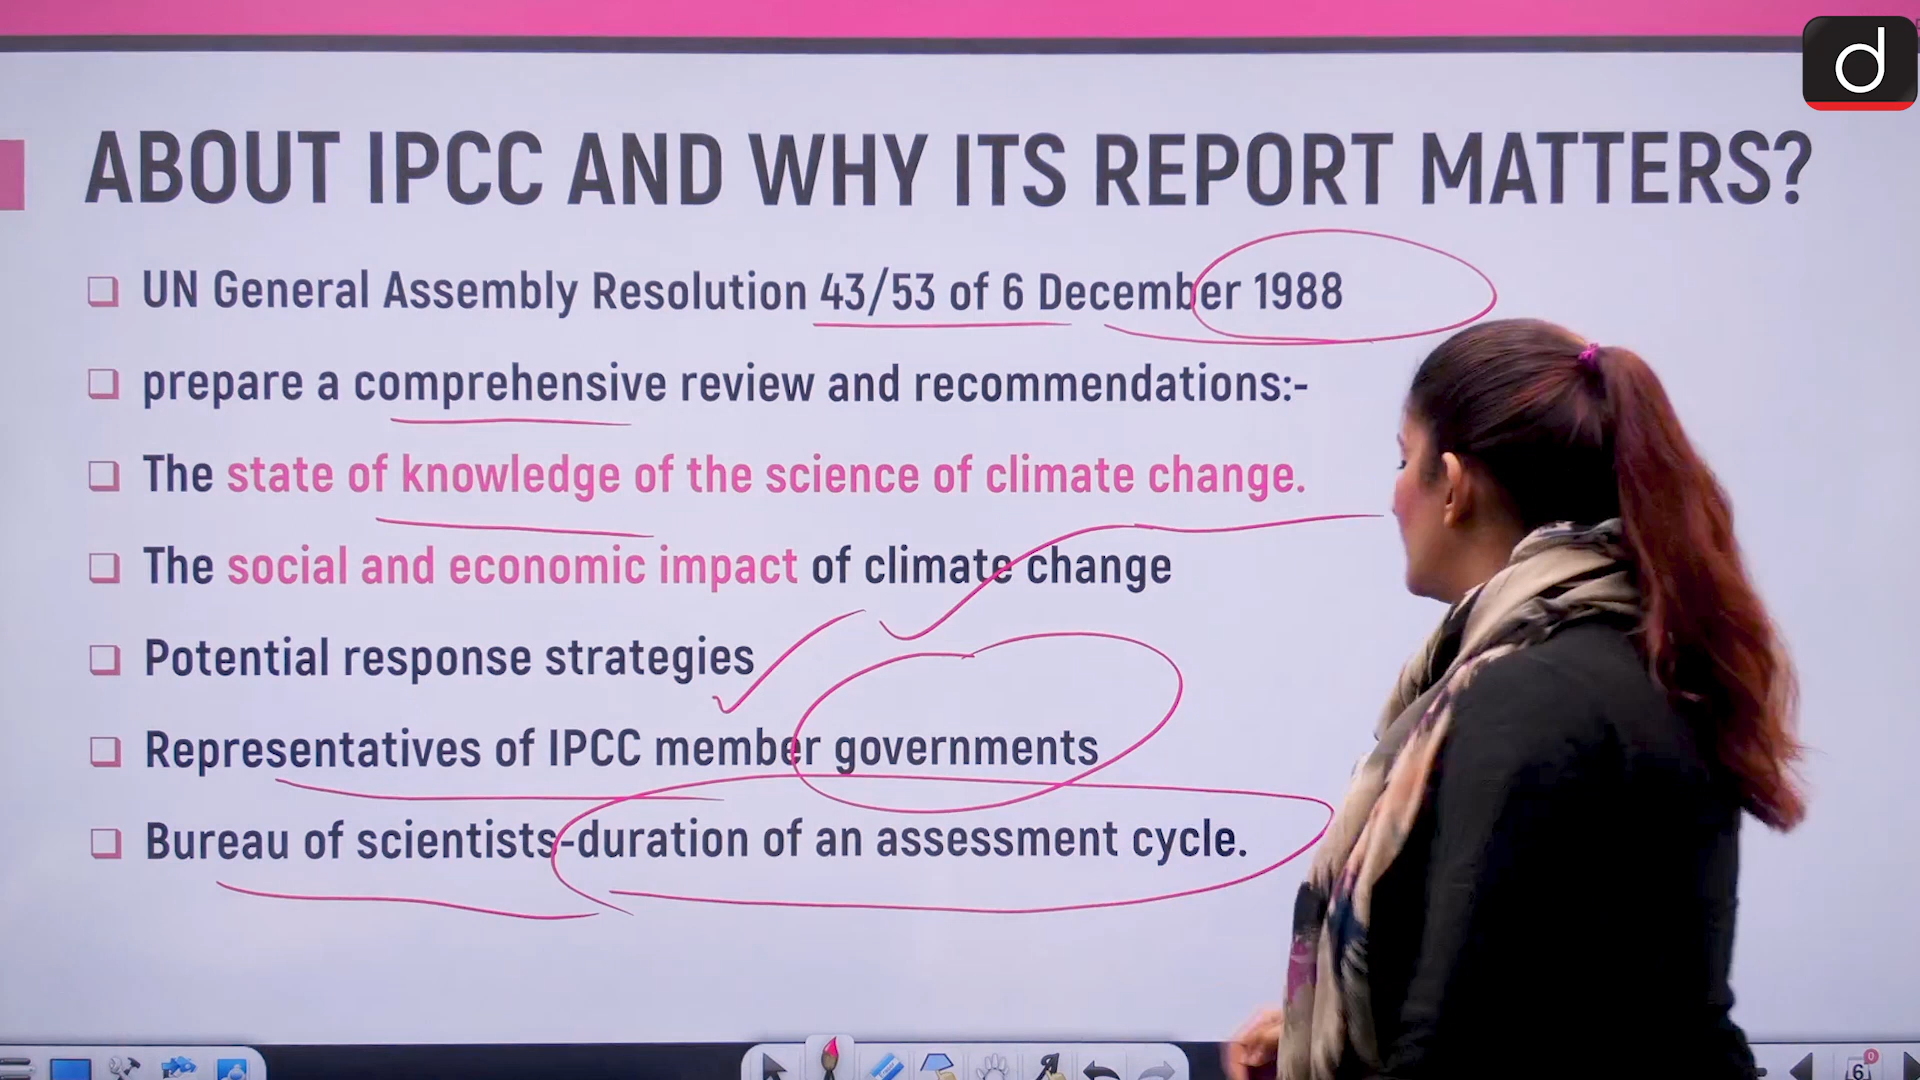 d
ABOUT IPCC AND WHY ITS REPORT MATTERS?
UN General Assembly Resolution 43/53 of 6 December 1988
prepare a comprehensive review and recommendations:-
The state of knowledge of the science of climate change.
The social and economic impact of climate change
Potential response strategies
Representatives of IPCC member governments
Bureau of scientists-duration of an assessment cycle.
6
0